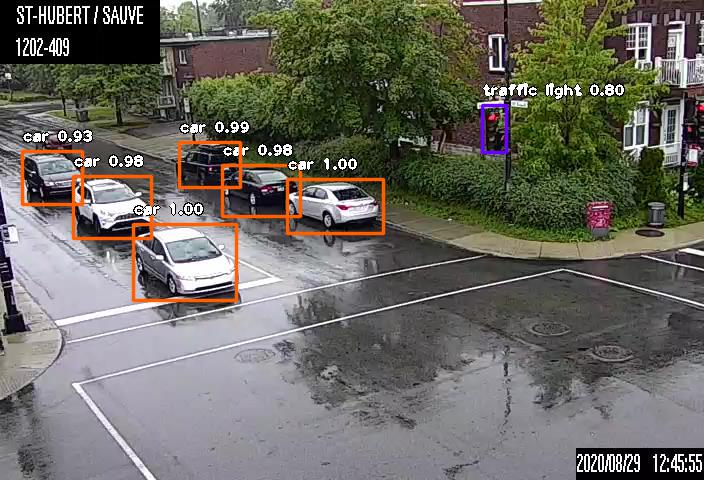 ST-HUBERT / SAUVE
1202-409
traffic light 0.80
car 0.99
car 0.93
car 0.98
car 0.98
car 1.00
car 1.00
2020/08/29 12:45:55